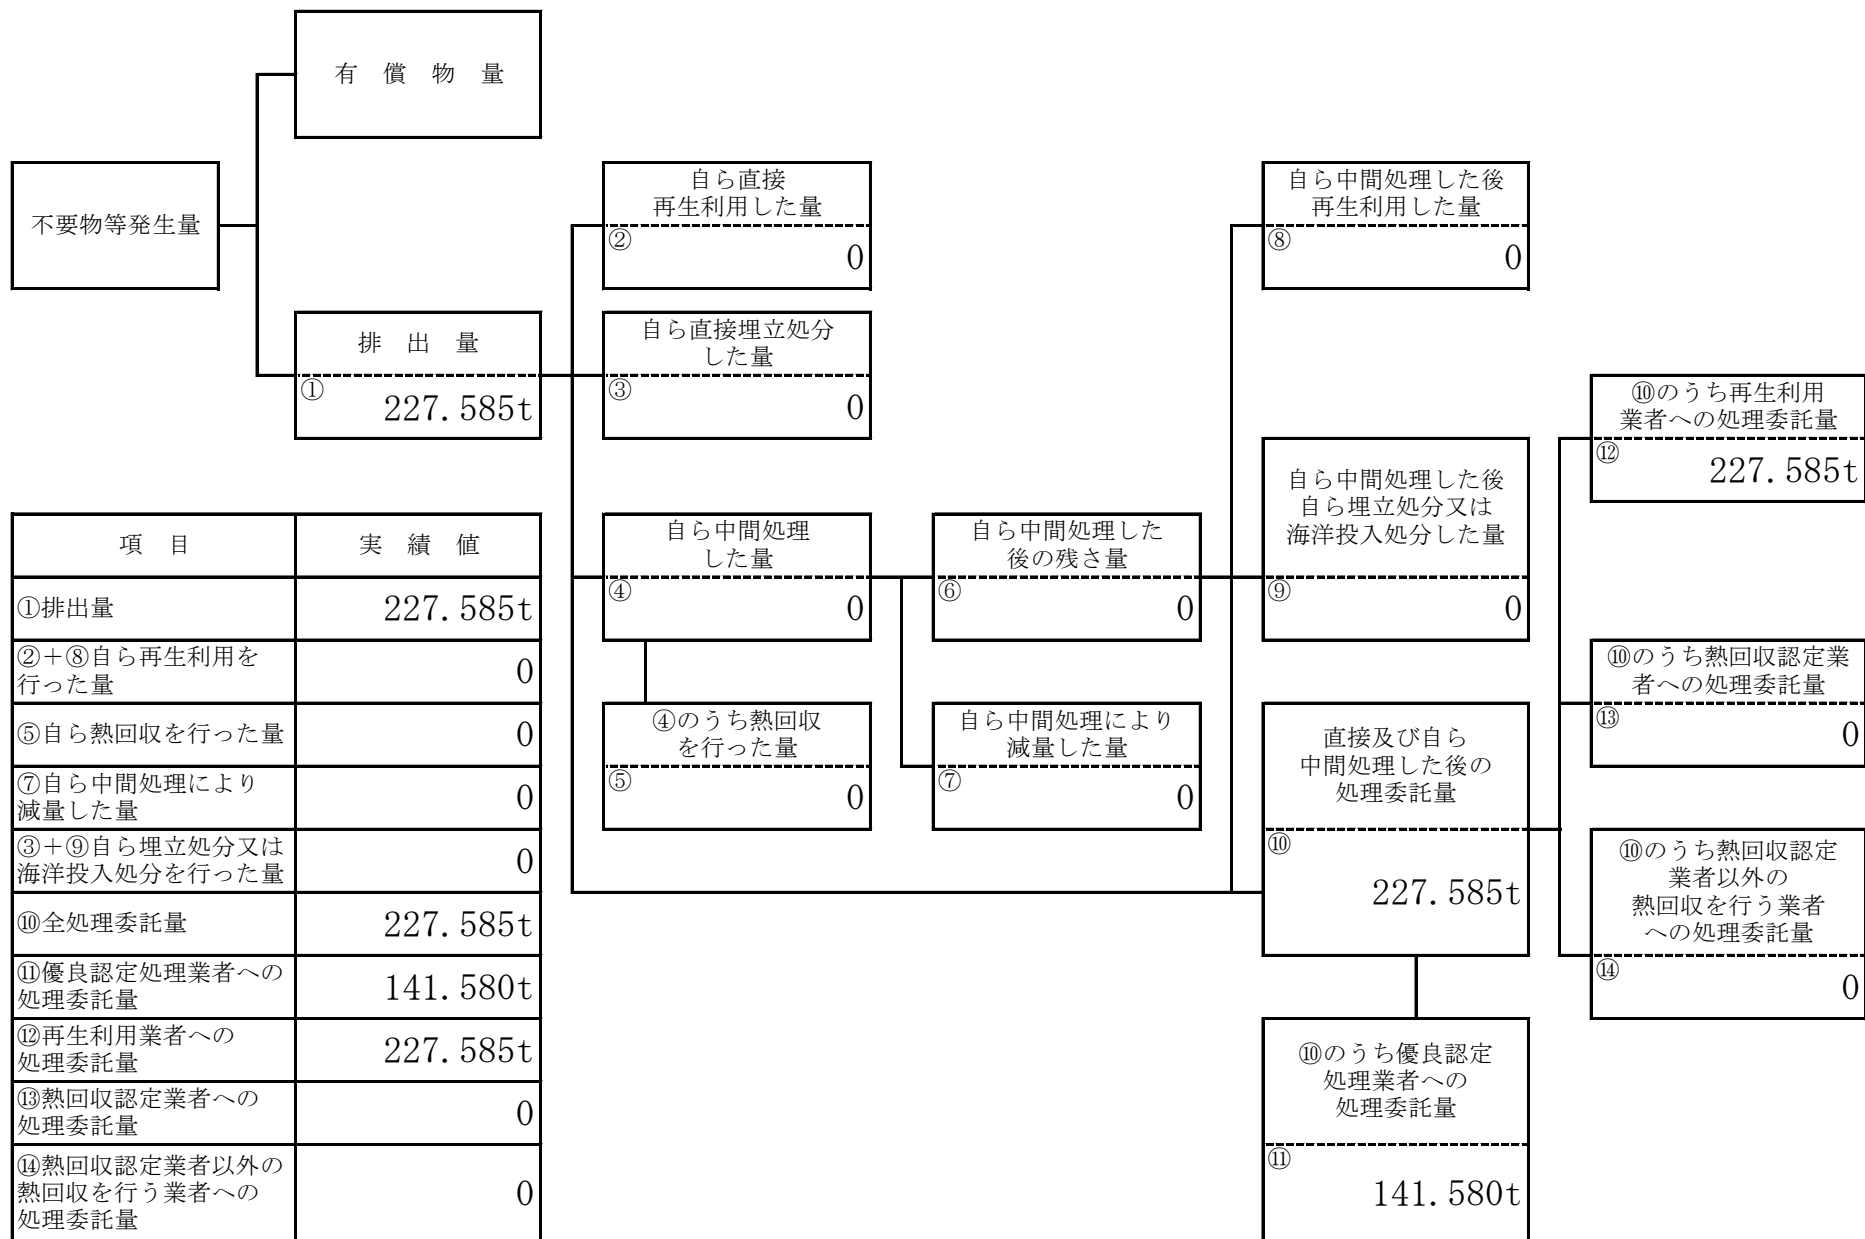 有 償 物 量
不要物等発生量
排 出 量
①
227.585t
自ら直接
再生利用した量
②
0
自ら直接埋立処分
した量
③
0
自ら中間処理
した量
④
0
④のうち熱回収
を行った量
⑤
0
自ら中間処理した
後の残さ量
⑥
0
自ら中間処理により
減量した量
⑦
0
自ら中間処理した後
再生利用した量
⑧
0
自ら中間処理した後
自ら埋立処分又は
海洋投入処分した量
⑨
0
直接及び自ら
中間処理した後の
処理委託量
⑩
227.585t
⑩のうち優良認定
処理業者への
処理委託量
⑪
141.580t
⑩のうち再生利用
業者への処理委託量
⑫
227.585t
⑩のうち熱回収認定業
者への処理委託量
⑬
0
⑩のうち熱回収認定
業者以外の
熱回収を行う業者
への処理委託量
⑭
0
項 目
実 績 値
①排出量
227.585t
②+⑧自ら再生利用を
行った量
0
⑤自ら熱回収を行った量
0
⑦自ら中間処理により
減量した量
0
③+⑨自ら埋立処分又は
海洋投入処分を行った量
0
⑩全処理委託量
227.585t
⑪優良認定処理業者への
処理委託量
141.580t
⑫再生利用業者への
処理委託量
227.585t
⑬熱回収認定業者への
処理委託量
0
⑭熱回収認定業者以外の
熱回収を行う業者への
処理委託量
0